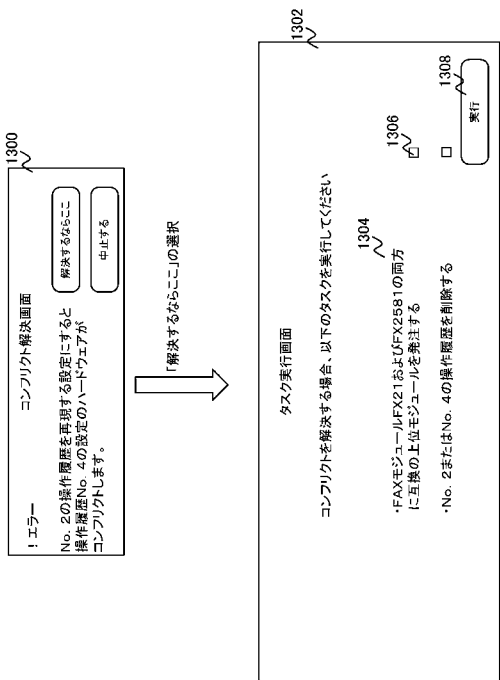 1300
！エラー
コンフリクト解決画面
No. 2の操作履歴を再現する設定にすると
操作履歴No. 4の設定のハードウェアが
コンフリクトします。
解決するならここ
中止する
「解決するならここ」の選択
1302
タスク実行画面
コンフリクトを解決する場合、以下のタスクを実行してください
1304
・FAXモジュールFX21およびFX2581の両方
に互換の上位モジュールを発注する
1306
・No. 2またはNo. 4の操作履歴を削除する
1308
実行